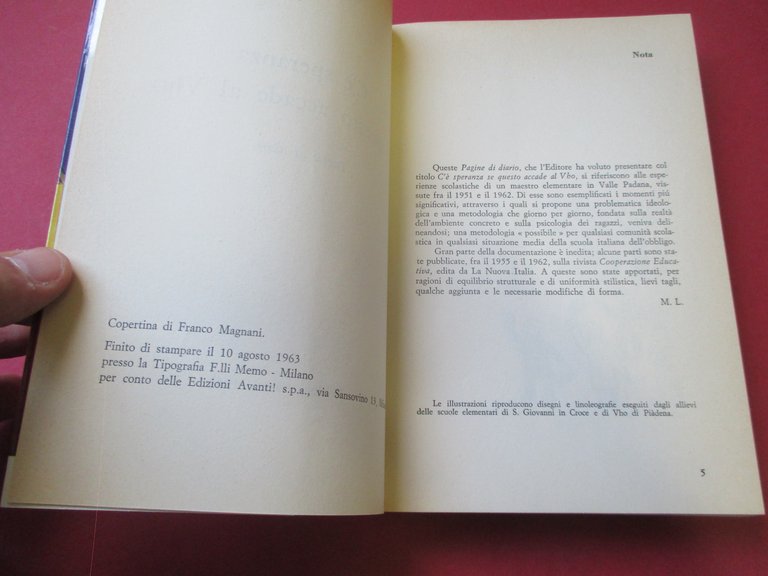 Copertina di Franco Magnani.
Finito di stampare il 10 agosto 1963
presso la Tipografia F.lli Memo - Milano
per conto delle Edizioni Avanti! s.p.a., via Sansovino 13,
Nota
Queste Pagine di diario, che l'Editore ha voluto presentare col
titolo C'è speranza se questo accade al Vho, si riferiscono alle espe-
rienze scolastiche di un maestro elementare in Valle Padana, vis-
sute fra il 1951 e il 1962. Di esse sono esemplificati i momenti più
significativi, attraverso i quali si propone una problematica ideolo-
gica e una metodologia che giorno per giorno, fondata sulla realtà
dell'ambiente concreto e sulla psicologia dei ragazzi, veniva deli-
neandosi; una metodologia « possibile » per qualsiasi comunità scola-
stica in qualsiasi situazione media della scuola italiana dell'obbligo.
Gran parte della documentazione è inedita; alcune parti sono sta-
te pubblicate, fra il 1955 e il 1962, sulla rivista Cooperazione Educa-
tiva, edita da La Nuova Italia. A queste sono state apportati, per
ragioni di equilibrio strutturale e di uniformità stilistica, lievi tagli,
qualche aggiunta e le necessarie modifiche di forma.
M. L.
Le illustrazioni riproducono disegni e linoleografie eseguiti dagli allievi
delle scuole elementari di S. Giovanni in Croce e di Vho di Piàdena.
5